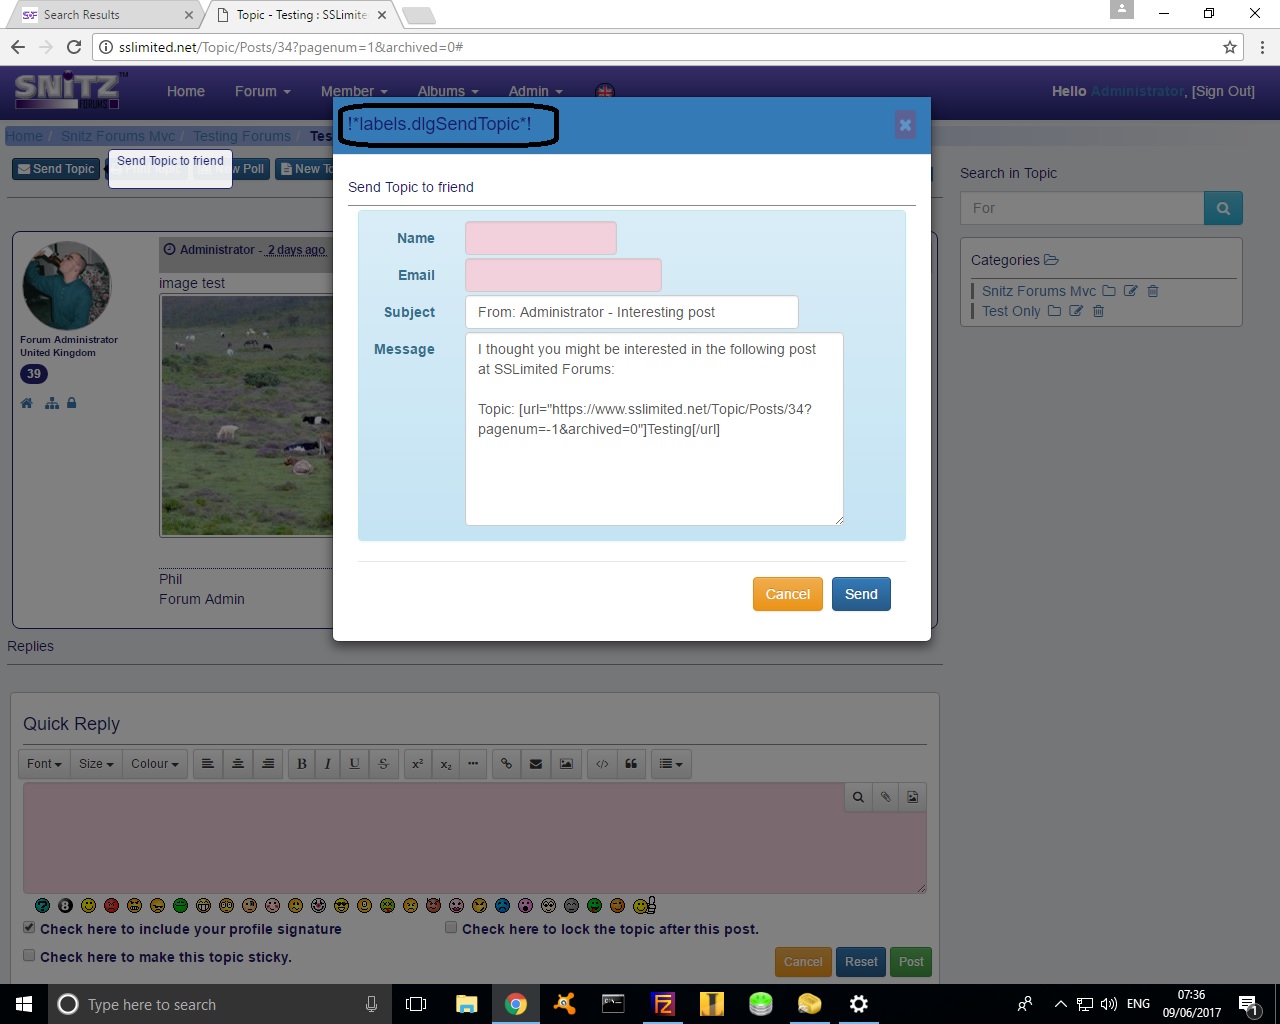 Search Results
Topic - Testing : SSLimite
sslimited.net/Topic/Posts/34?pagenum=1&archived=0#
SNiTZ™
FORUMS
Home Forum Member Albums Admin
Hello Administrator, [Sign Out]
Home / Snitz Forums Mvc / Testing Forums / Tes
Send Topic
Send Topic to friend
New To
!*labels.dlgSendTopic*!
Send Topic to friend
Name
Email
Subject
From: Administrator - Interesting post
Message
I thought you might be interested in the following post
at SSLimited Forums:
Topic: [url="https://www.sslimited.net/Topic/Posts/34?
pagenum=-1&archived=0"]Testing[/url]
Cancel
Send
Search in Topic
For
Categories
Snitz Forums Mvc
Test Only
Administrator - 2 days ago
image test
Forum Administrator
United Kingdom
39
Phil
Forum Admin
Replies
Quick Reply
Font Size Colour B I U S x² x₂
Check here to include your profile signature
Check here to lock the topic after this post.
Check here to make this topic sticky.
Cancel
Reset
Post
Type here to search
ENG
07:36
09/06/2017
1